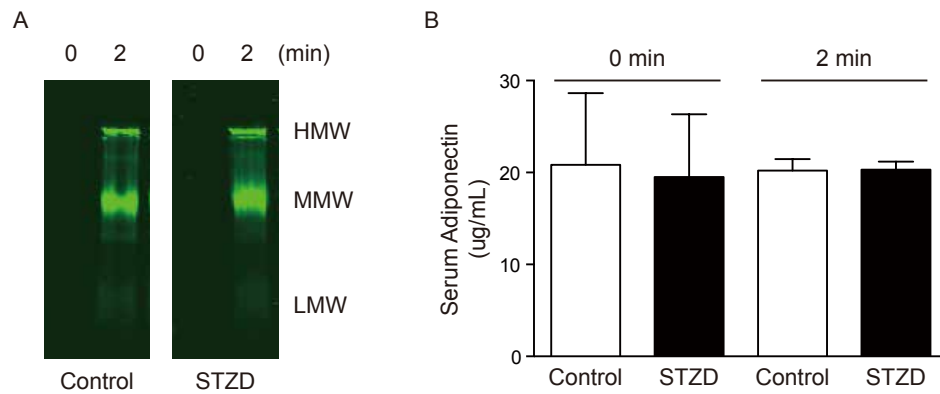 A
0 2 (min)
0 2
HMW
MMW
LMW
Control
STZD
B
0 min
2 min
Serum Adiponectin
(ug/mL)
30
20
10
0
Control
STZD
Control
STZD